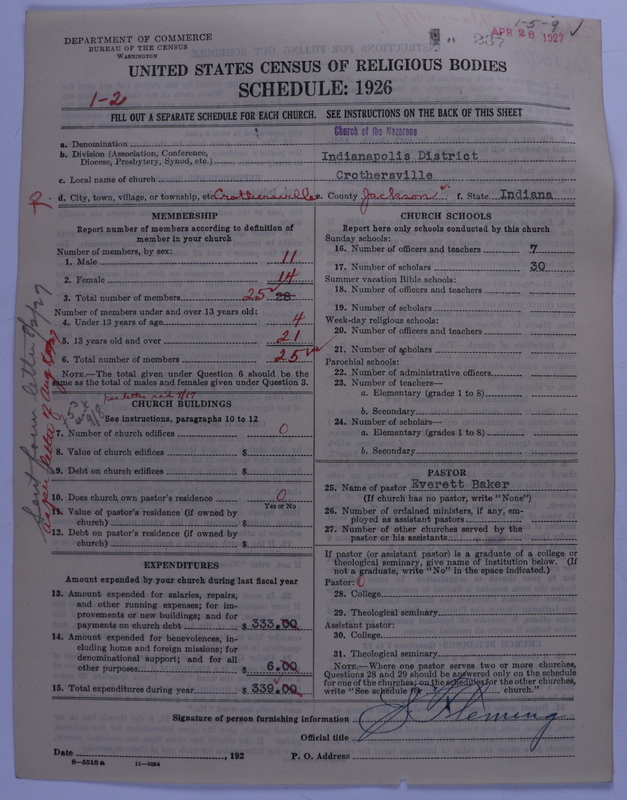 1-5-9 ✓
DEPARTMENT OF COMMERCE
BUREAU OF THE CENSUS
WASHINGTON
237
APR 26 1927
UNITED STATES CENSUS OF RELIGIOUS BODIES
SCHEDULE: 1926
1-2
FILL OUT A SEPARATE SCHEDULE FOR EACH CHURCH. SEE INSTRUCTIONS ON THE BACK OF THIS SHEET
a. Denomination Church of the Nazarene
b. Division (Association, Conference, Diocese, Presbytery, Synod, etc.) Indianapolis District
c. Local name of church Crothersville
R. d. City, town, village, or township, etc. Crothersville e. County Jackson f. State Indiana
MEMBERSHIP
Report number of members according to definition of
member in your church
Number of members, by sex:
1. Male 11
2. Female 14
3. Total number of members 25 28
Number of members under and over 13 years old:
4. Under 13 years of age 4
5. 13 years old and over 21
6. Total number of members 25
NOTE.—The total given under Question 6 should be the
same as the total of males and females given under Question 3.
per letter rec'd 9/17
CHURCH BUILDINGS
See instructions, paragraphs 10 to 12
7. Number of church edifices 0
8. Value of church edifices $
9. Debt on church edifices $
10. Does church own pastor's residence 0
Yes or No
11. Value of pastor's residence (if owned by
church) $
12. Debt on pastor's residence (if owned by
church) $
EXPENDITURES
Amount expended by your church during last fiscal year
13. Amount expended for salaries, repairs,
and other running expenses; for im-
provements or new buildings; and for
payments on church debt $ 333.00
14. Amount expended for benevolences, in-
cluding home and foreign missions; for
denominational support; and for all
other purposes $ 6.00
15. Total expenditures during year $ 339.00
CHURCH SCHOOLS
Report here only schools conducted by this church
Sunday schools:
16. Number of officers and teachers 7
17. Number of scholars 30
Summer vacation Bible schools:
18. Number of officers and teachers
19. Number of scholars
Week-day religious schools:
20. Number of officers and teachers
21. Number of scholars
Parochial schools:
22. Number of administrative officers
23. Number of teachers—
a. Elementary (grades 1 to 8)
b. Secondary
24. Number of scholars—
a. Elementary (grades 1 to 8)
b. Secondary
PASTOR
25. Name of pastor Everett Baker
(If church has no pastor, write "None")
26. Number of ordained ministers, if any, em-
ployed as assistant pastors
27. Number of other churches served by the
pastor or his assistants
If pastor (or assistant pastor) is a graduate of a college or
theological seminary, give name of institution below. (If
not a graduate, write "No" in the space indicated.)
Pastor: 0
28. College
29. Theological seminary
Assistant pastor:
30. College
31. Theological seminary
NOTE.—Where one pastor serves two or more churches,
Questions 28 and 29 should be answered only on the schedule
for one of the churches; on the schedules for the other churches,
write "See schedule for church."
Signature of person furnishing information J. Fleming
Official title
Date , 192 P. O. Address
8-5518a 11-9054